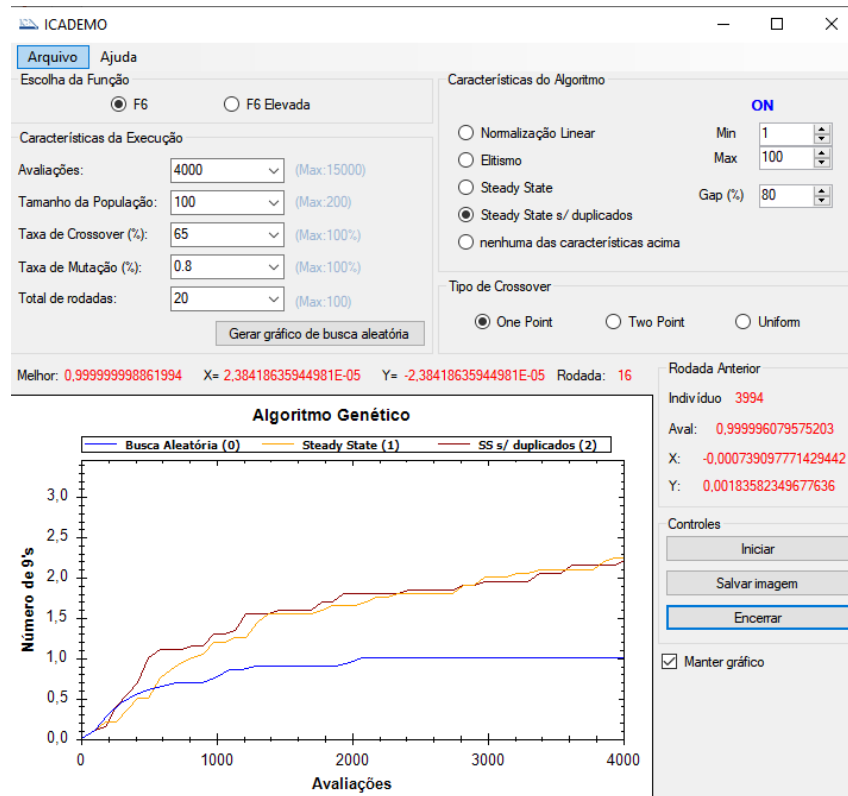 ICADEMO
Arquivo Ajuda
Escolha da Função
F6 F6 Elevada
Características da Execução
Avaliações: 4000 (Max:15000)
Tamanho da População: 100 (Max:200)
Taxa de Crossover (%): 65 (Max:100%)
Taxa de Mutação (%): 0.8 (Max:100%)
Total de rodadas: 20 (Max:100)
Gerar gráfico de busca aleatória
Características do Algoritmo
ON
Normalização Linear Min 1
Elitismo Max 100
Steady State Gap (%) 80
Steady State s/ duplicados
nenhuma das características acima
Tipo de Crossover
One Point Two Point Uniform
Melhor: 0,999999998861994 X= 2,38418635944981E-05 Y= -2,38418635944981E-05 Rodada: 16
Algoritmo Genético
Busca Aleatória (0) Steady State (1) SS s/ duplicados (2)
Número de 9's
3,0
2,5
2,0
1,5
1,0
0,5
0,0
0 1000 2000 3000 4000
Avaliações
Rodada Anterior
Indivíduo 3994
Aval: 0,999996079575203
X: -0,000739097771429442
Y: 0,00183582349677636
Controles
Iniciar
Salvar imagem
Encerrar
Manter gráfico